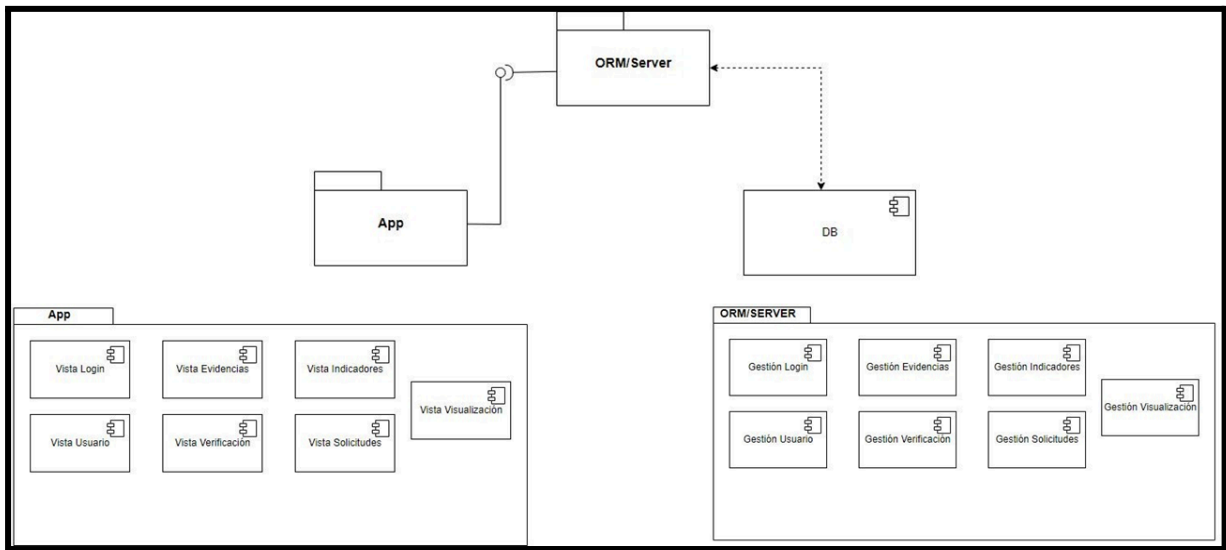 ORM/Server
App
DB
App
Vista Login
Vista Evidencias
Vista Indicadores
Vista Visualización
Vista Usuario
Vista Verificación
Vista Solicitudes
ORM/SERVER
Gestión Login
Gestión Evidencias
Gestión Indicadores
Gestión Visualización
Gestión Usuario
Gestión Verificación
Gestión Solicitudes